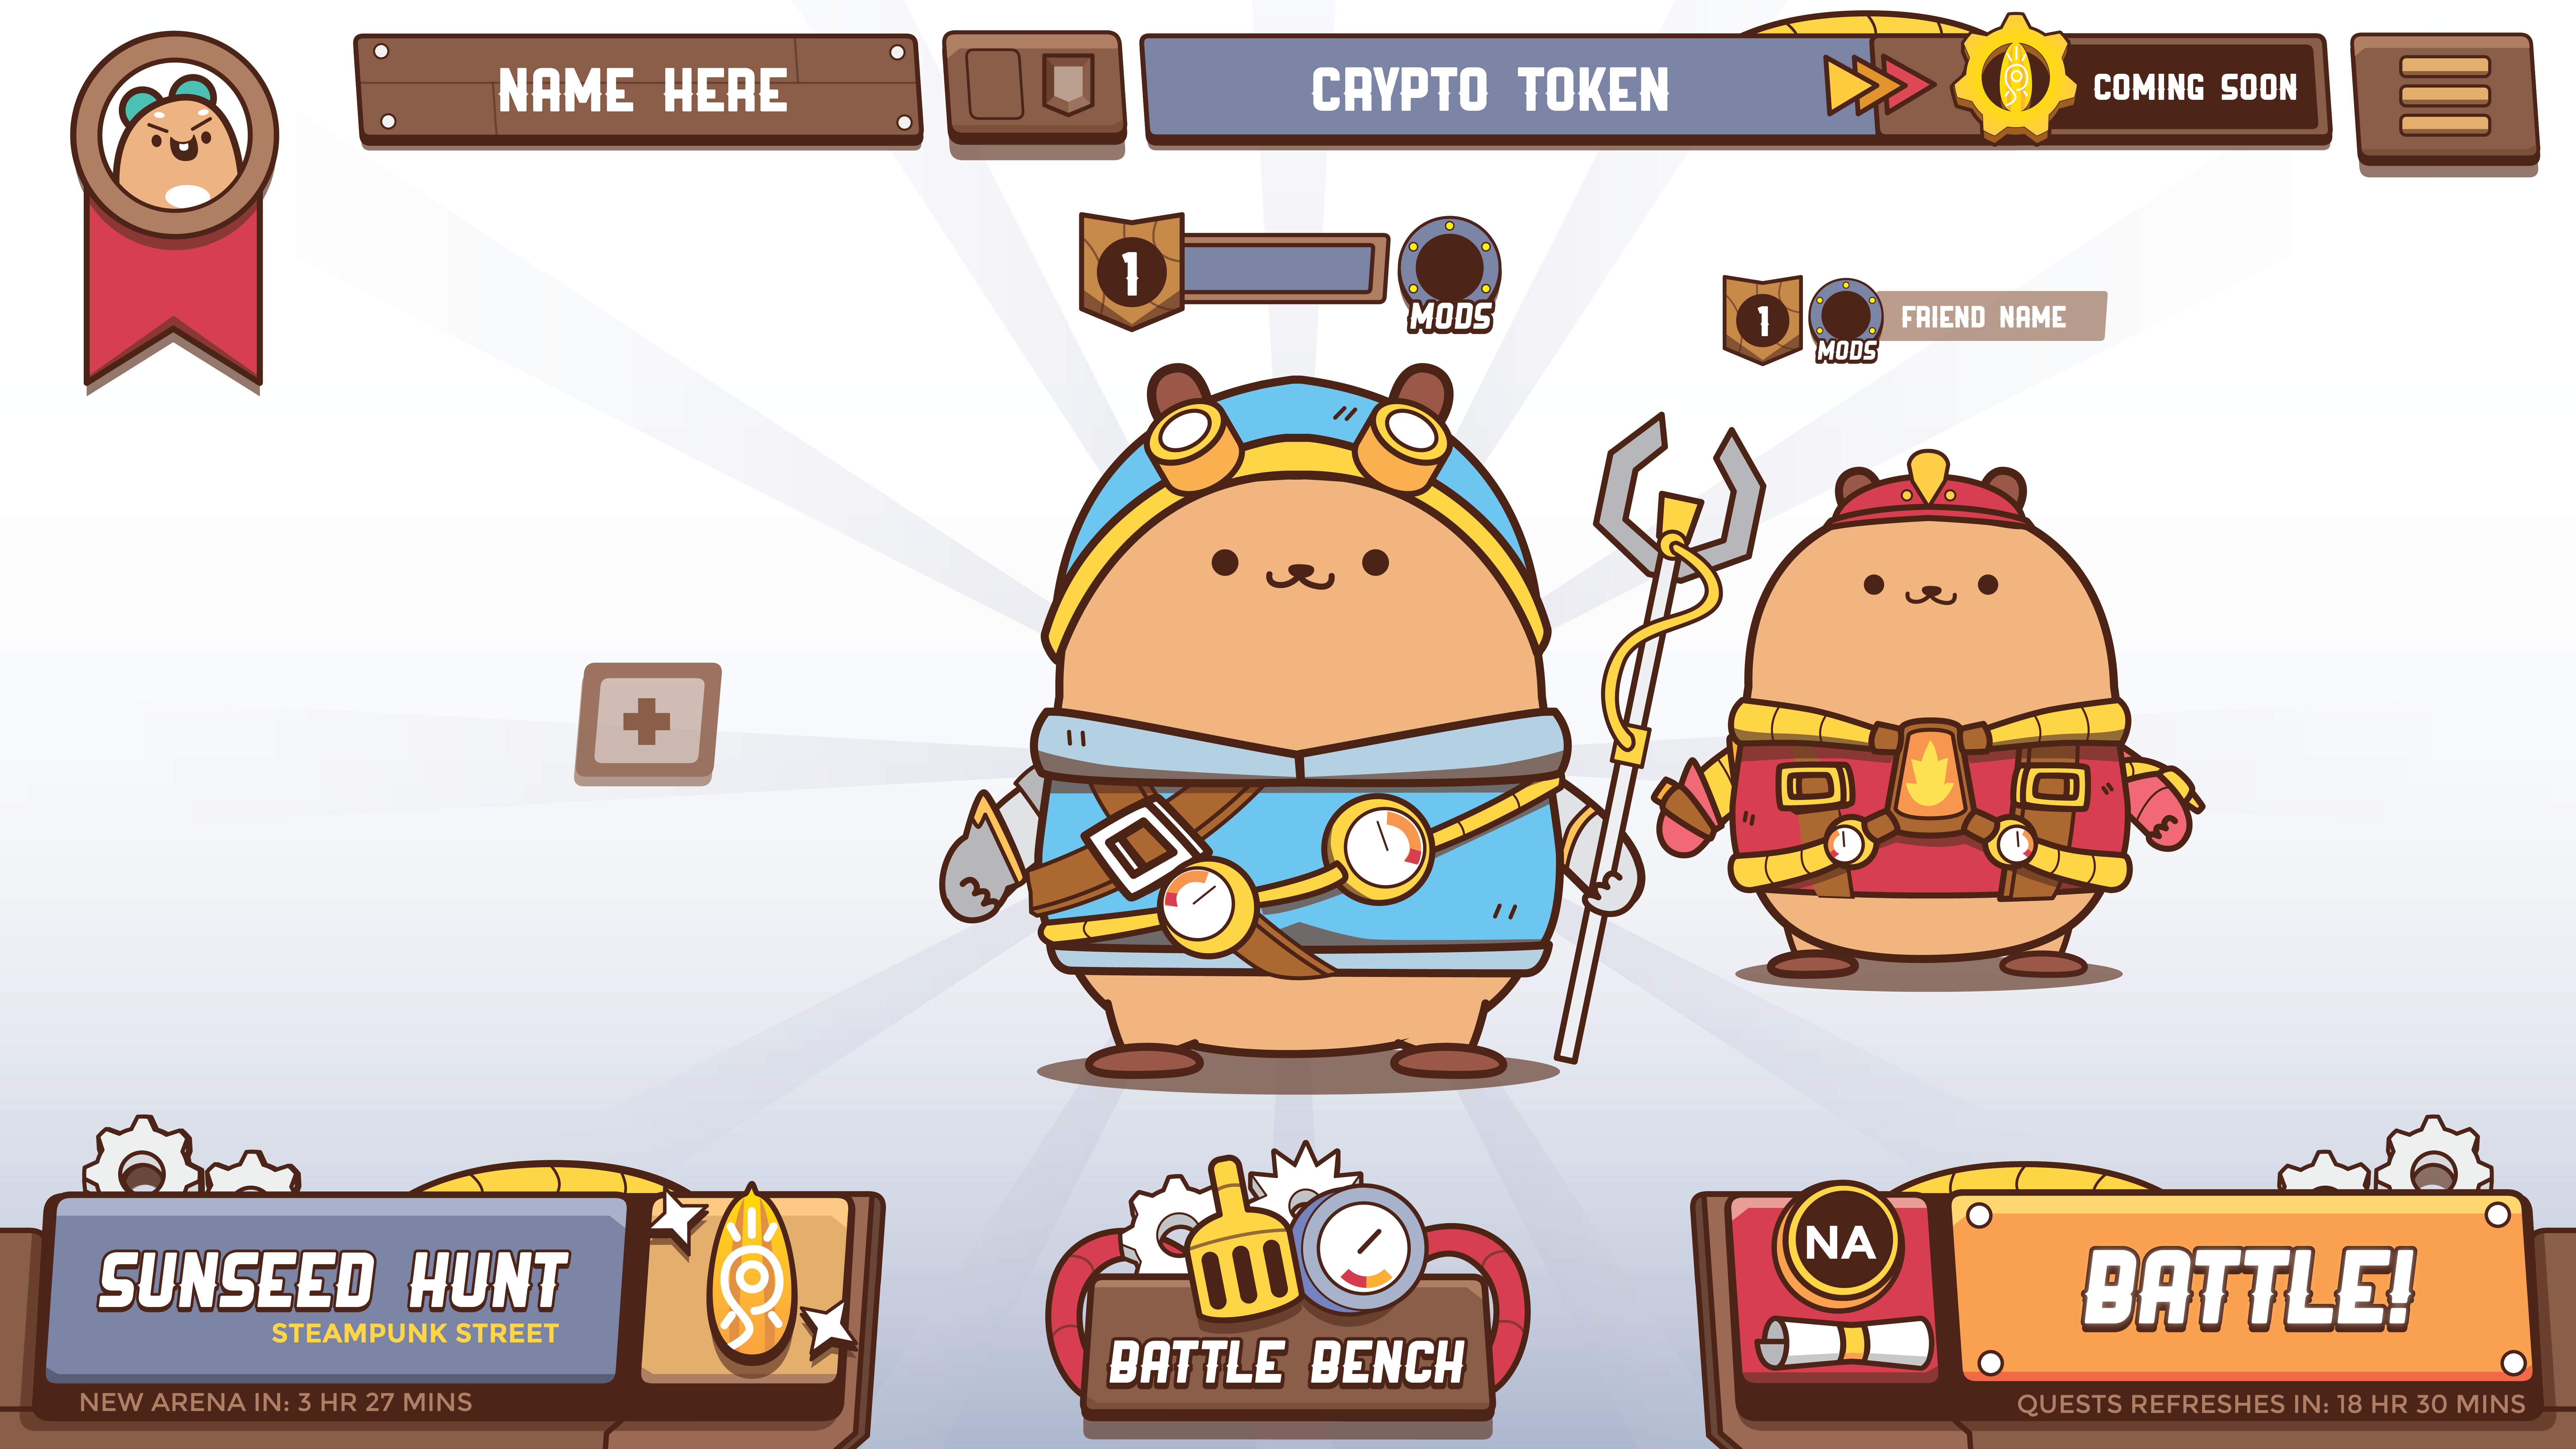 NAME HERE
CRYPTO TOKEN
COMING SOON
1
MODS
1
MODS
FRIEND NAME
SUNSEED HUNT
STEAMPUNK STREET
NEW ARENA IN: 3 HR 27 MINS
BATTLE BENCH
NA
BATTLE!
QUESTS REFRESHES IN: 18 HR 30 MINS